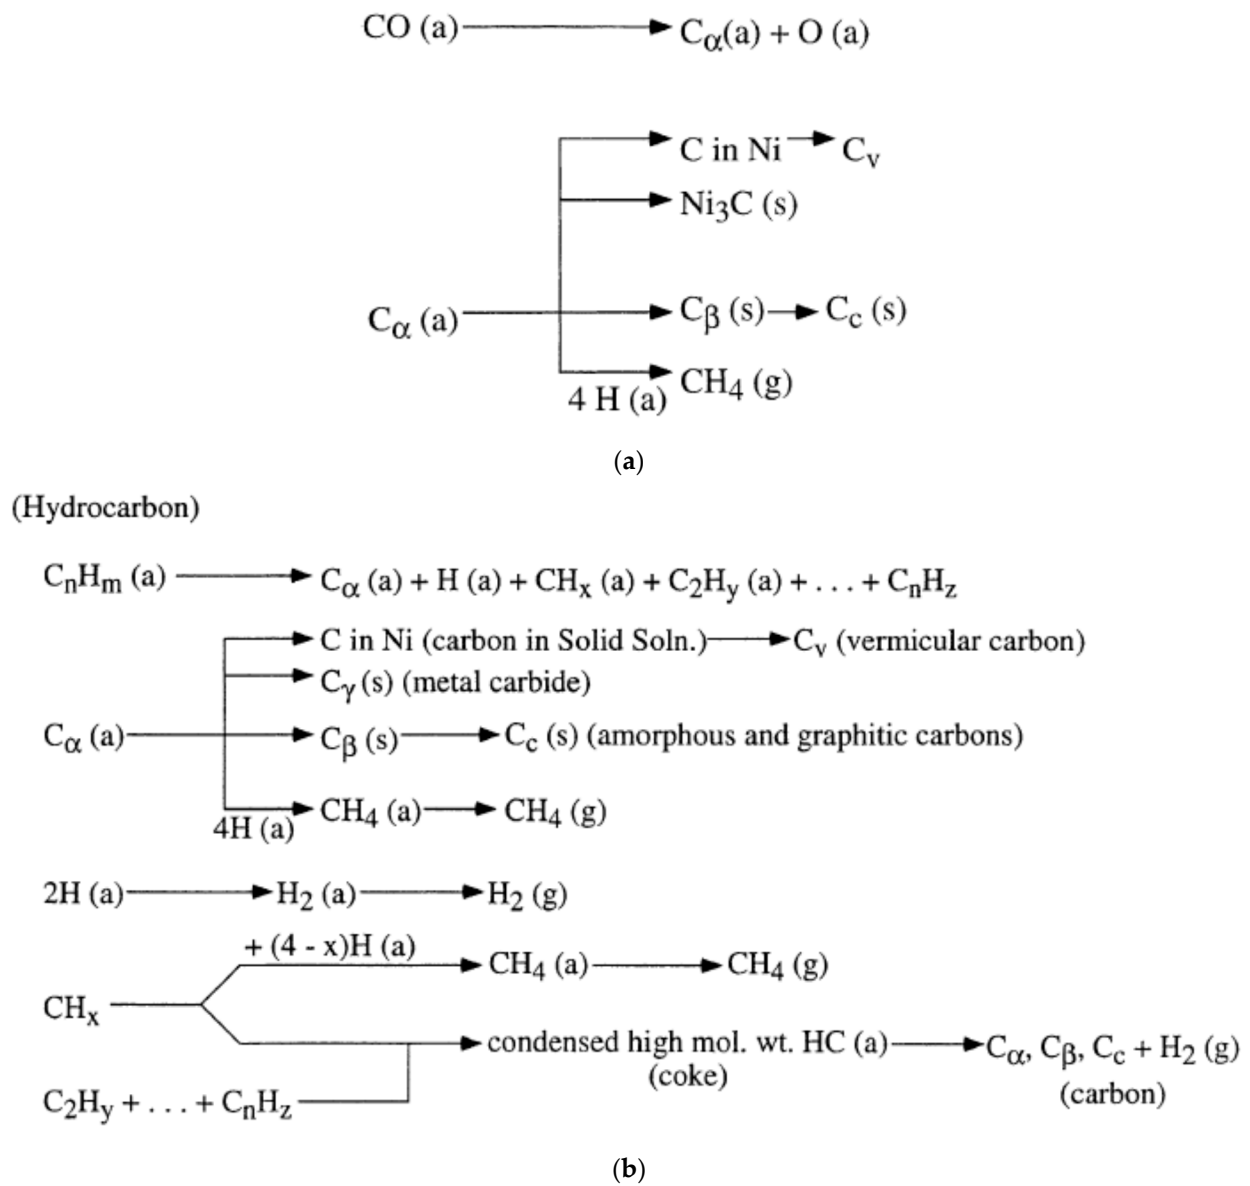 CO (a) → Cα(a) + O (a)
C in Ni → Cv
Ni3C (s)
Cα (a) → Cβ (s) → Cc (s)
CH4 (g)
4 H (a)
(a)
(Hydrocarbon)
CnHm (a) → Cα (a) + H (a) + CHx (a) + C2Hy (a) + . . . + CnHz
C in Ni (carbon in Solid Soln.) → Cv (vermicular carbon)
Cγ (s) (metal carbide)
Cα (a) → Cβ (s) → Cc (s) (amorphous and graphitic carbons)
CH4 (a) → CH4 (g)
4H (a)
2H (a) → H2 (a) → H2 (g)
+ (4 - x)H (a)
CH4 (a) → CH4 (g)
CHx
condensed high mol. wt. HC (a) → Cα, Cβ, Cc + H2 (g)
(coke)
(carbon)
C2Hy + . . . + CnHz
(b)